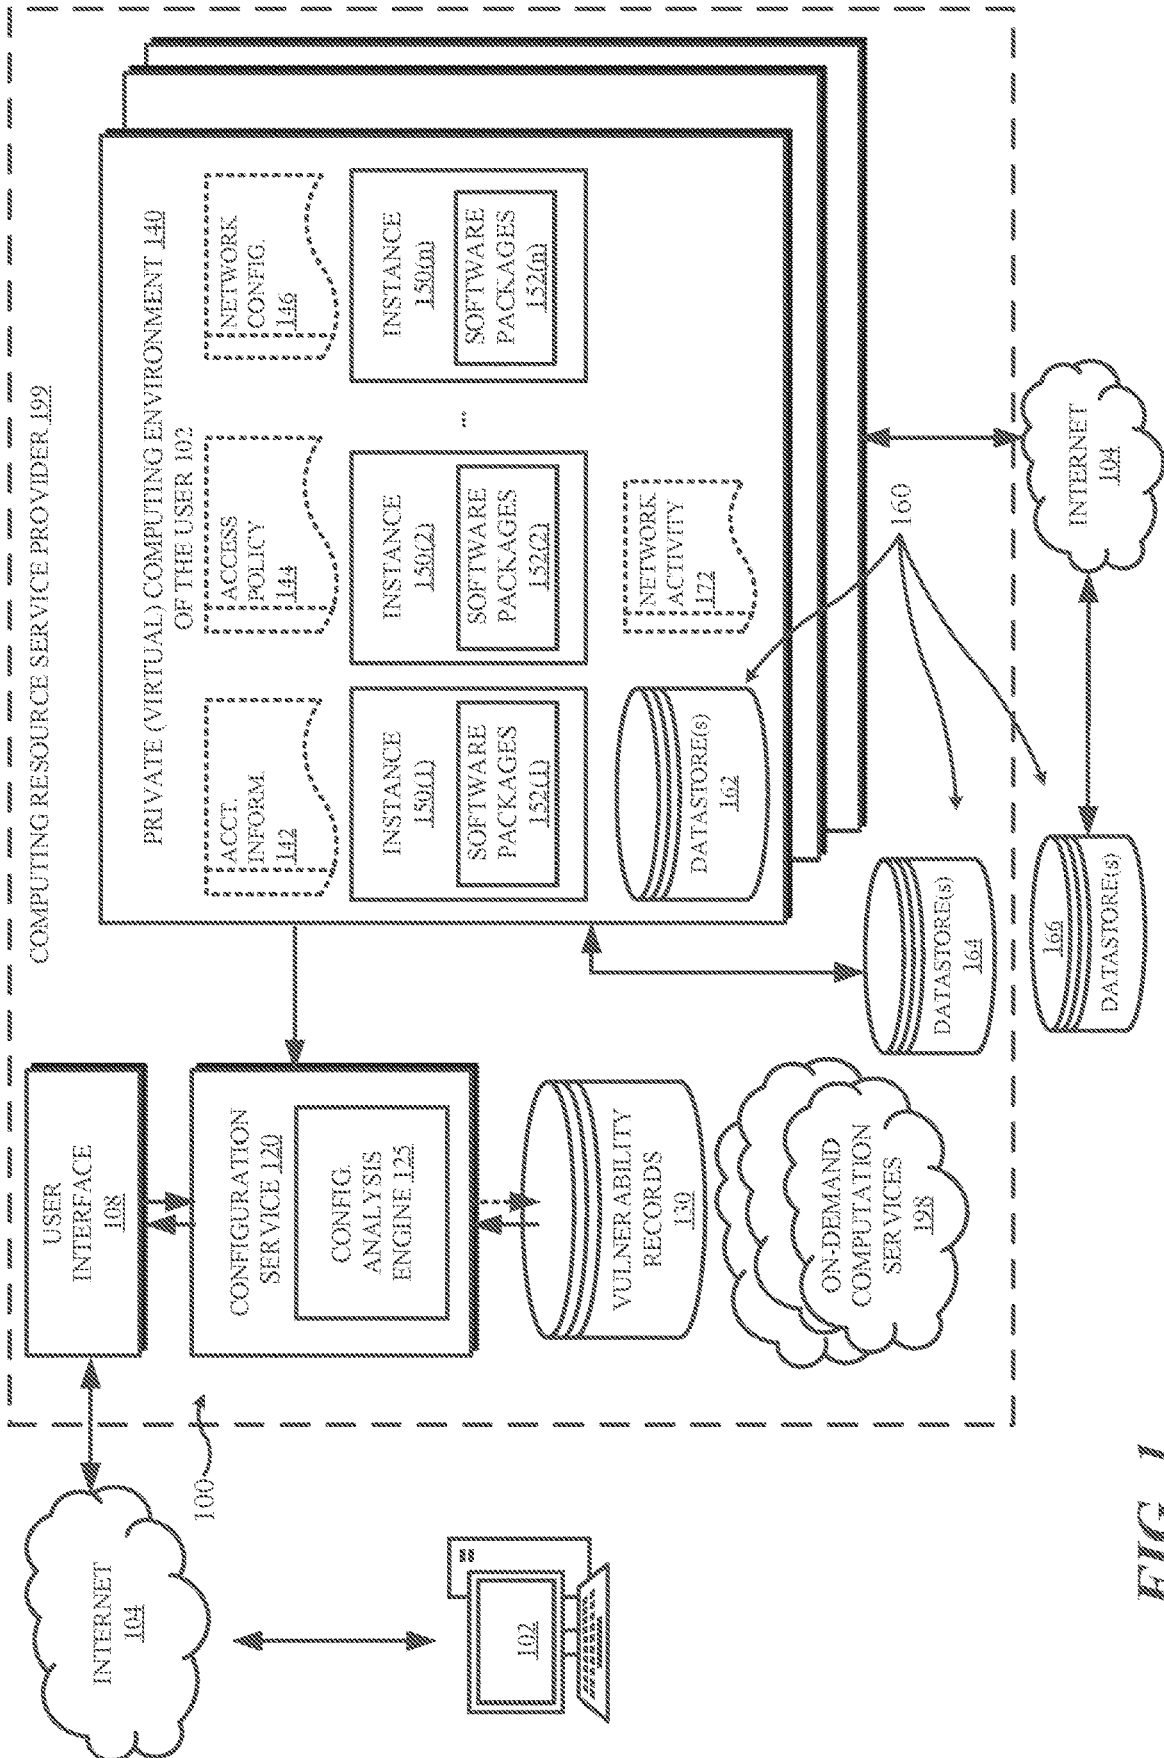 COMPUTING RESOURCE SERVICE PROVIDER 199
INTERNET
104
100
102
USER
INTERFACE
108
CONFIGURATION
SERVICE 120
CONFIG.
ANALYSIS
ENGINE 125
VULNERABILITY
RECORDS
130
ON-DEMAND
COMPUTATION
SERVICES
198
PRIVATE (VIRTUAL) COMPUTING ENVIRONMENT 140
OF THE USER 102
ACCT.
INFORM.
142
ACCESS
POLICY
144
NETWORK
CONFIG.
146
INSTANCE
150(1)
SOFTWARE
PACKAGES
152(1)
INSTANCE
150(2)
SOFTWARE
PACKAGES
152(2)
...
INSTANCE
150(n)
SOFTWARE
PACKAGES
152(n)
DATASTORE(s)
162
NETWORK
ACTIVITY
172
160
DATASTORE(s)
164
166
DATASTORE(s)
INTERNET
104
FIG. 1